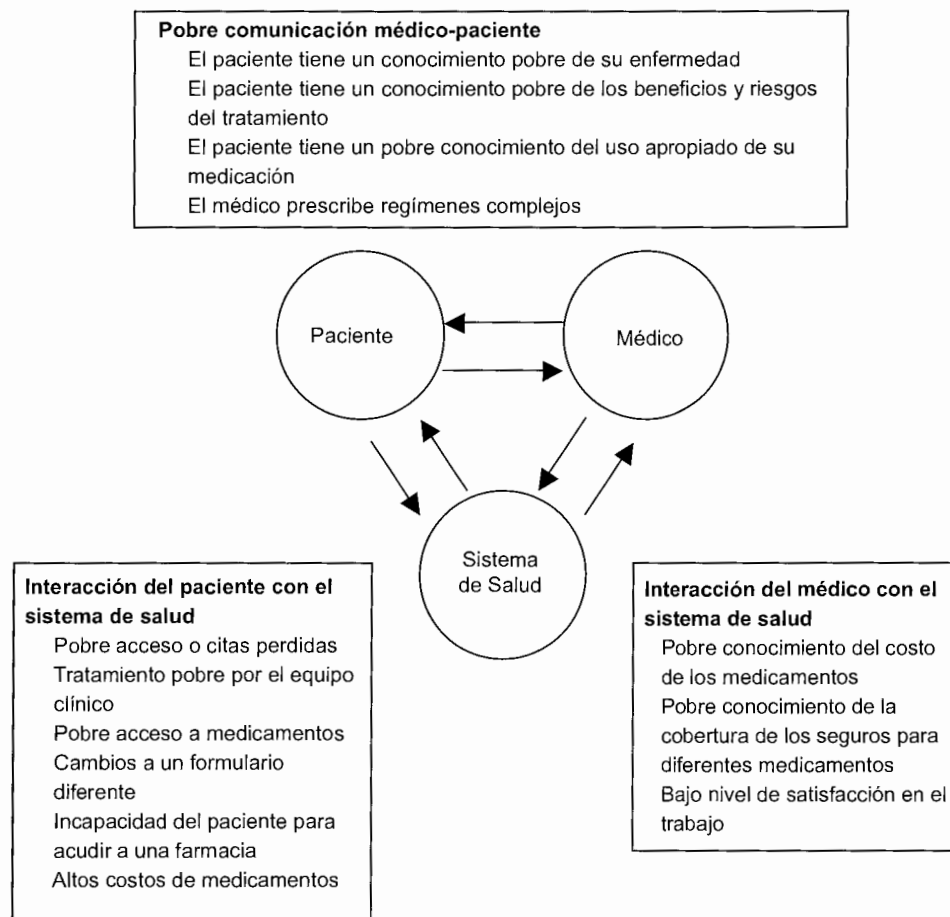 Pobre comunicación médico-paciente
El paciente tiene un conocimiento pobre de su enfermedad
El paciente tiene un conocimiento pobre de los beneficios y riesgos
del tratamiento
El paciente tiene un pobre conocimiento del uso apropiado de su
medicación
El médico prescribe regímenes complejos
Paciente
Médico
Sistema
de Salud
Interacción del paciente con el
sistema de salud
Pobre acceso o citas perdidas
Tratamiento pobre por el equipo
clínico
Pobre acceso a medicamentos
Cambios a un formulario
diferente
Incapacidad del paciente para
acudir a una farmacia
Altos costos de medicamentos
Interacción del médico con el
sistema de salud
Pobre conocimiento del costo
de los medicamentos
Pobre conocimiento de la
cobertura de los seguros para
diferentes medicamentos
Bajo nivel de satisfacción en el
trabajo